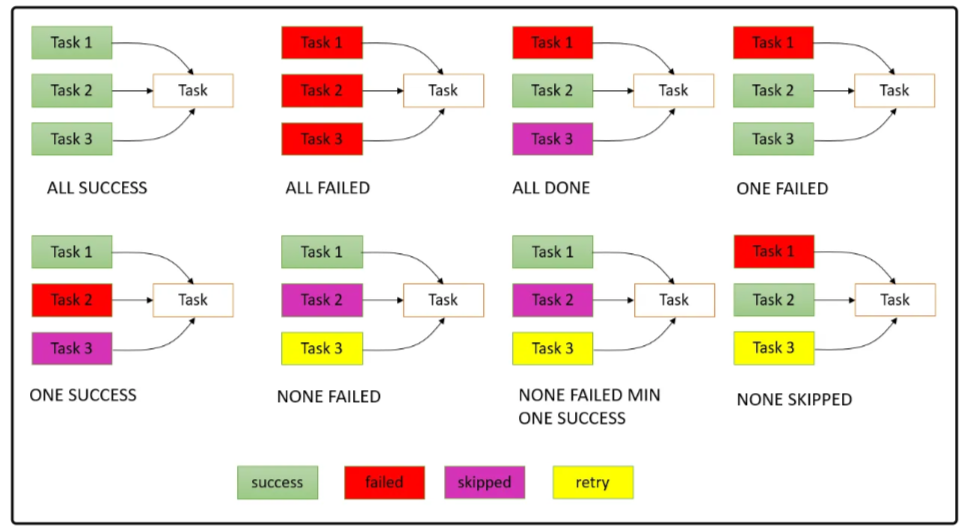 Task 1
Task 2
Task
Task 3
ALL SUCCESS
Task 1
Task 2
Task
Task 3
ALL FAILED
Task 1
Task 2
Task
Task 3
ALL DONE
Task 1
Task 2
Task
Task 3
ONE FAILED
Task 1
Task 2
Task
Task 3
ONE SUCCESS
Task 1
Task 2
Task
Task 3
NONE FAILED
Task 1
Task 2
Task
Task 3
NONE FAILED MIN
ONE SUCCESS
Task 1
Task 2
Task
Task 3
NONE SKIPPED
success
failed
skipped
retry